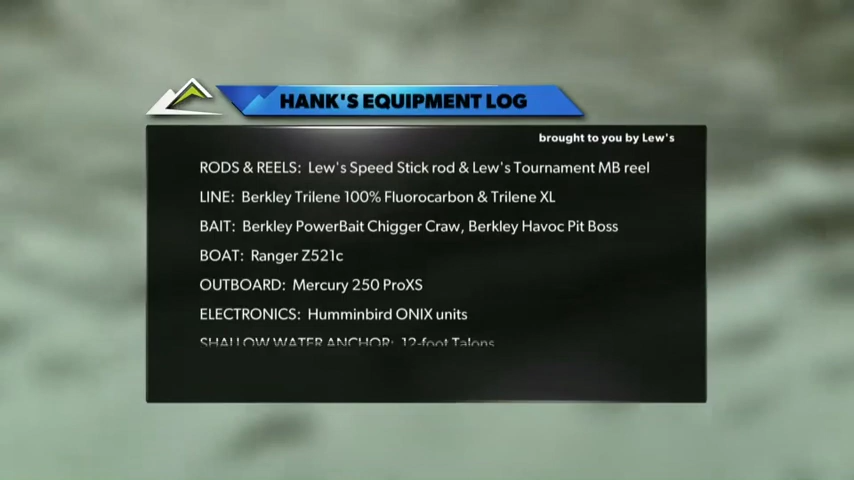 HANK'S EQUIPMENT LOG
brought to you by Lew's
RODS & REELS: Lew's Speed Stick rod & Lew's Tournament MB reel
LINE: Berkley Trilene 100% Fluorocarbon & Trilene XL
BAIT: Berkley PowerBait Chigger Craw, Berkley Havoc Pit Boss
BOAT: Ranger Z521c
OUTBOARD: Mercury 250 ProXS
ELECTRONICS: Humminbird ONIX units
SHALLOW WATER ANCHOR: 12-foot Talons